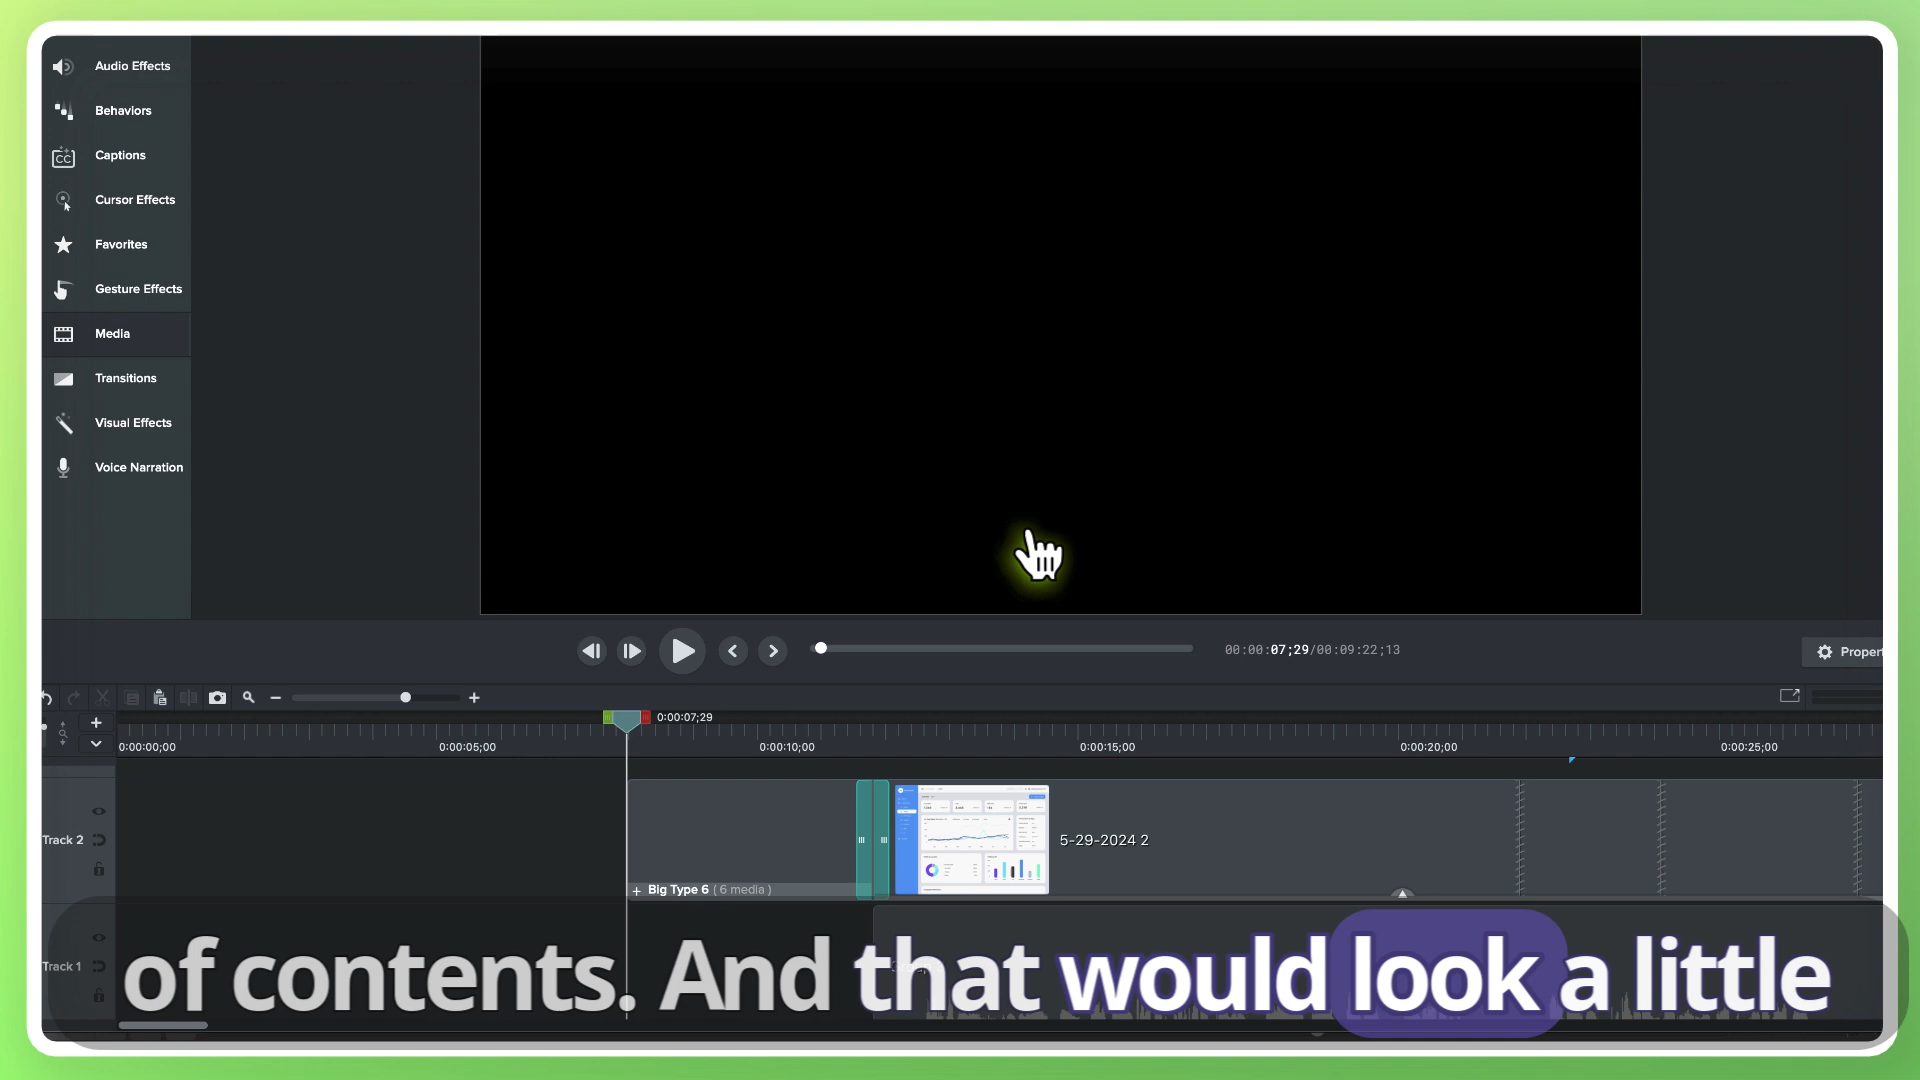 Audio Effects
Behaviors
CC Captions
Cursor Effects
Favorites
Gesture Effects
Media
Transitions
Visual Effects
Voice Narration
00:00:07;29/00:09:22;13
Propert
0:00:07;29
0:00:00;00 0:00:05;00 0:00:10;00 0:00:15;00 0:00:20;00 0:00:25;00
Track 2
5-29-2024 2
+ Big Type 6 ( 6 media )
Track 1
of contents. And that would look a little